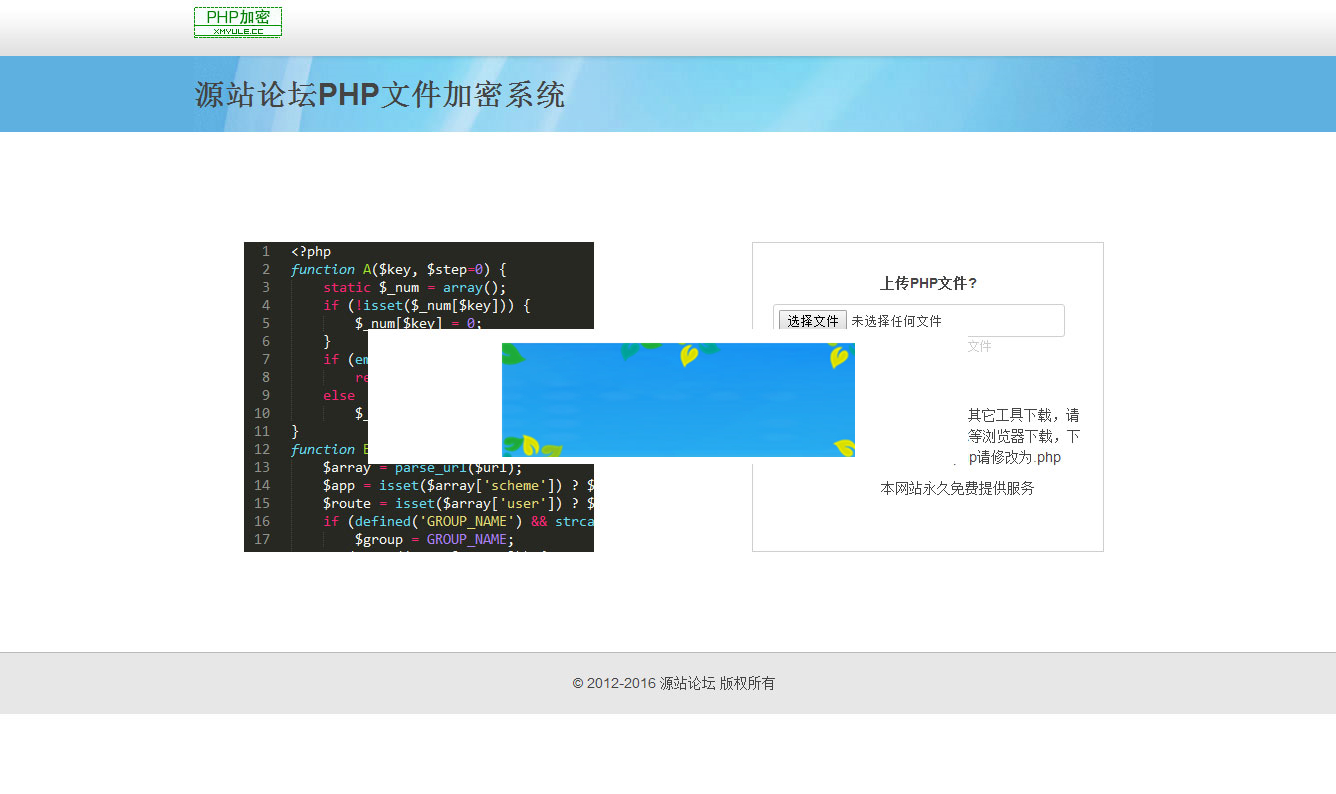 PHP加密
XMYULE.CC
源站论坛PHP文件加密系统
1 <?php
2 function A($key, $step=0) {
3 static $_num = array();
4 if (!isset($_num[$key])) {
5 $_num[$key] = 0;
6 }
7 if (em
8 re
9 else
10 $_
11 }
12 function
13 $array = parse_url($url);
14 $app = isset($array['scheme']) ? $
15 $route = isset($array['user']) ? $
16 if (defined('GROUP_NAME') && strca
17 $group = GROUP_NAME;
上传PHP文件?
选择文件 未选择任何文件
文件
其它工具下载，请
等浏览器下载，下
p请修改为.php
本网站永久免费提供服务
© 2012-2016 源站论坛 版权所有